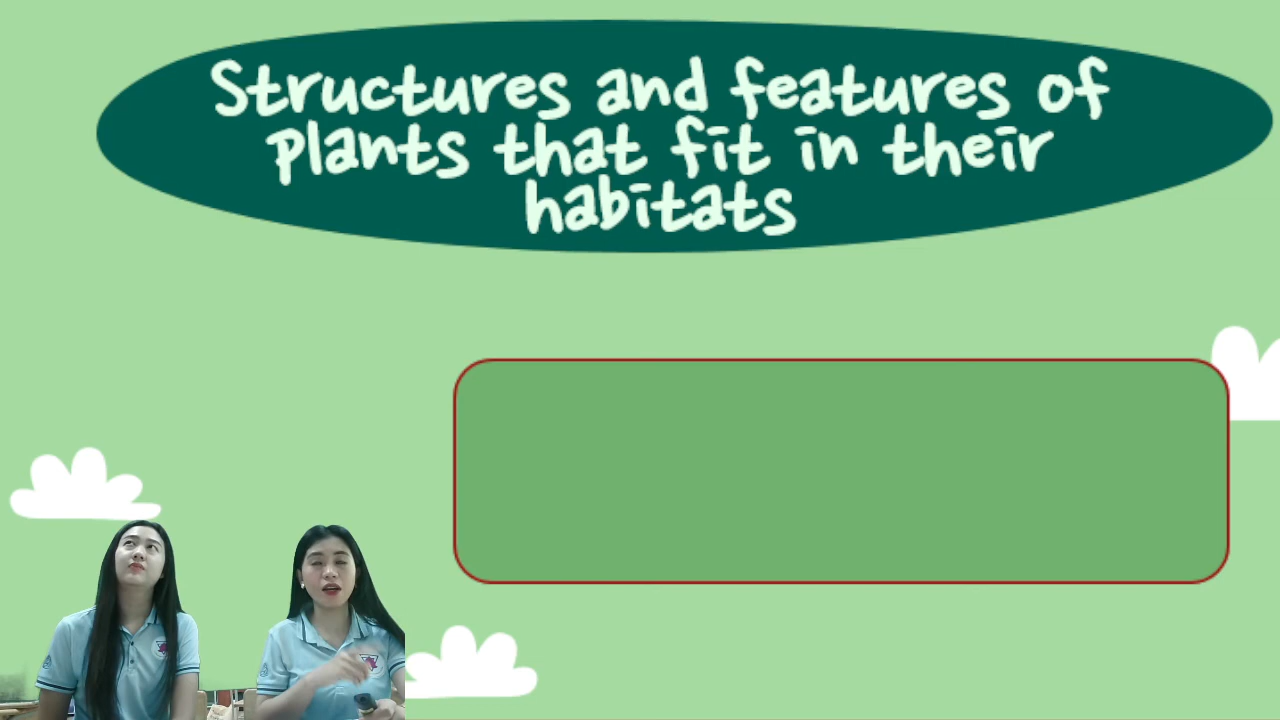 Structures and features of
plants that fit in their
habitats